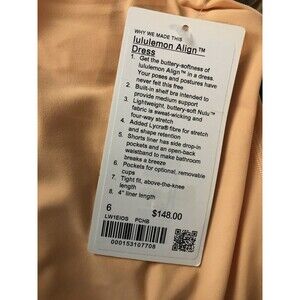 WHY WE MADE THIS
lululemon Align™
Dress
1. Get the buttery-softness of
lululemon Align™ in a dress.
Your poses and postures have
never felt this free
2. Built-in shelf bra intended to
provide medium support
3. Lightweight, buttery-soft Nulu™
fabric is sweat-wicking and
four-way stretch
4. Added Lycra® fibre for stretch
and shape retention
5. Shorts liner has side drop-in
pockets and an open-back
waistband to make bathroom
breaks a breeze
6. Pockets for optional, removable
cups
7. Tight fit, above-the-knee
length
8. 4" liner length
6 $148.00
LW1EIOS PCHB
000153107708